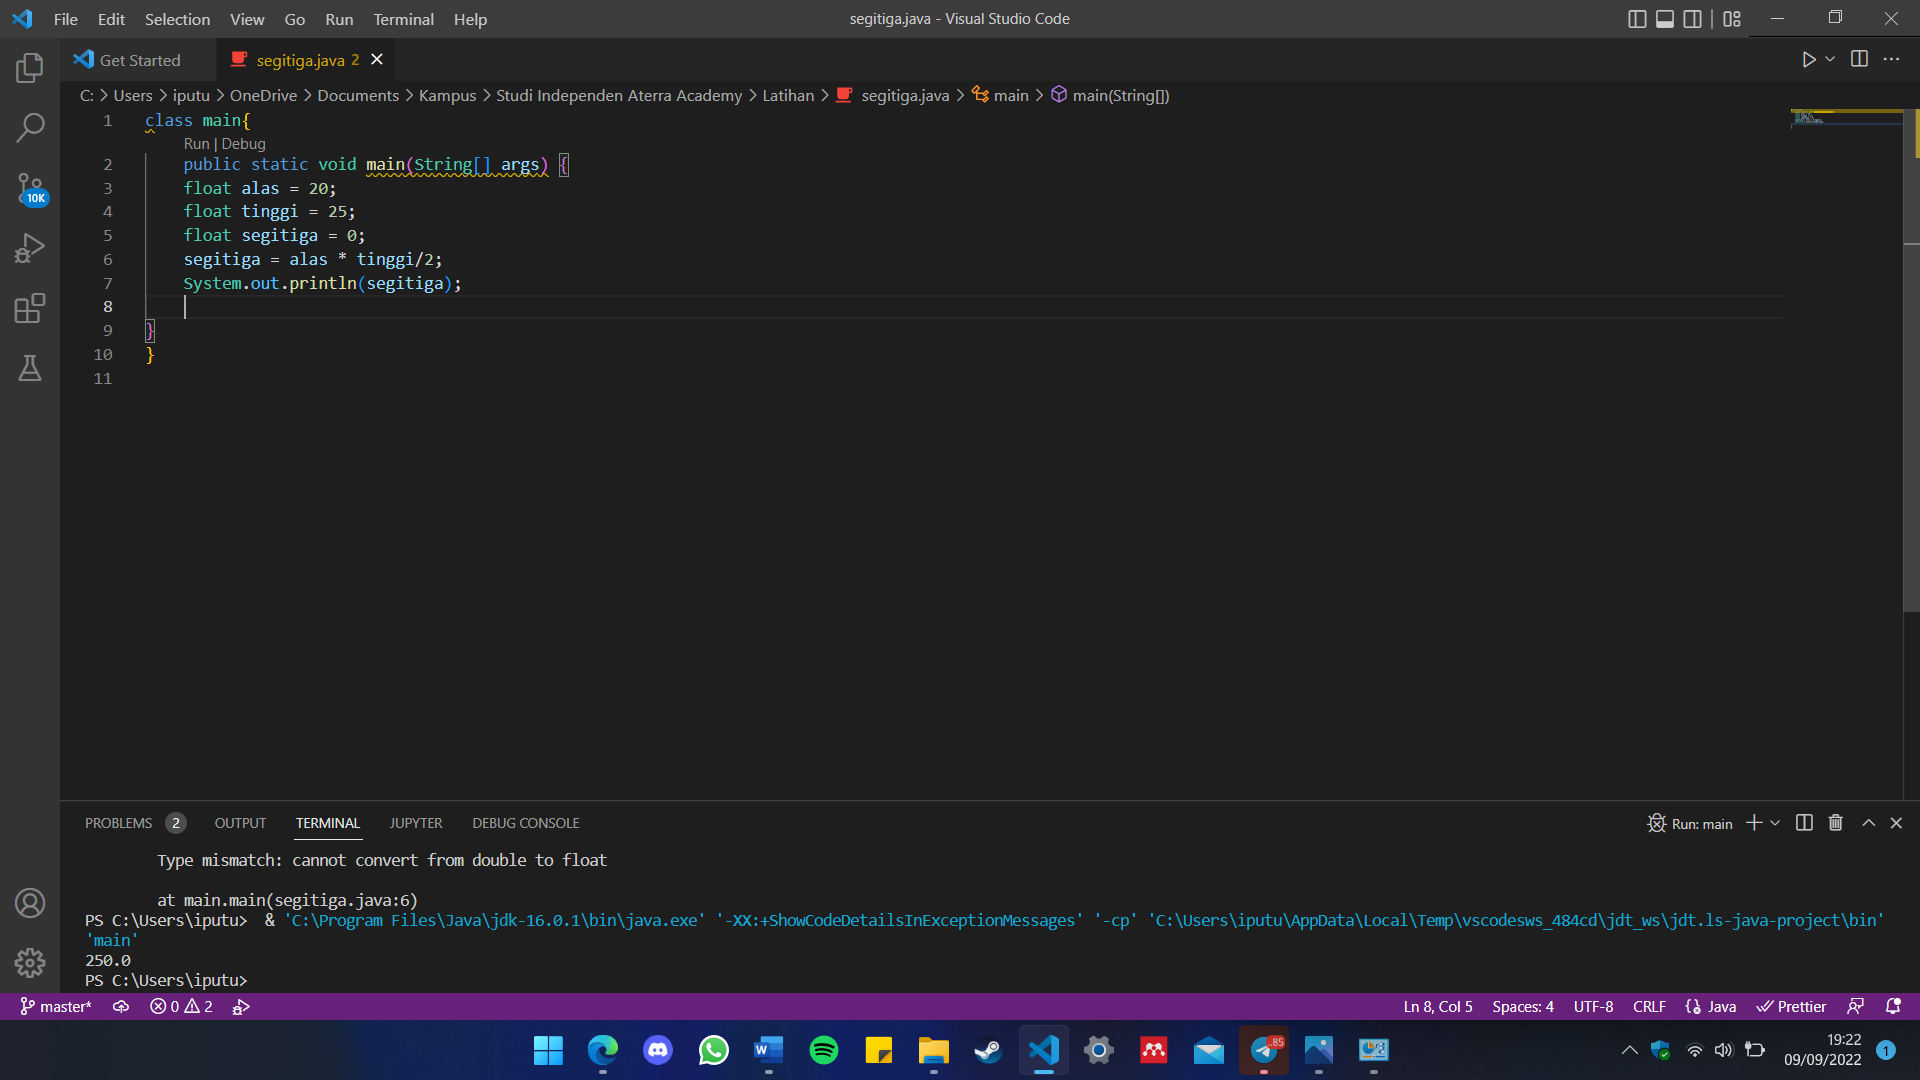 File Edit Selection View Go Run Terminal Help segitiga.java - Visual Studio Code
Get Started segitiga.java 2
C: > Users > iputu > OneDrive > Documents > Kampus > Studi Independen Aterra Academy > Latihan > segitiga.java > main > main(String[])
1 class main{
Run | Debug
2 public static void main(String[] args) {
3 float alas = 20;
4 float tinggi = 25;
5 float segitiga = 0;
6 segitiga = alas * tinggi/2;
7 System.out.println(segitiga);
8
9 }
10 }
11
10K
PROBLEMS 2 OUTPUT TERMINAL JUPYTER DEBUG CONSOLE Run: main
Type mismatch: cannot convert from double to float
at main.main(segitiga.java:6)
PS C:\Users\iputu>  & 'C:\Program Files\Java\jdk-16.0.1\bin\java.exe' '-XX:+ShowCodeDetailsInExceptionMessages' '-cp' 'C:\Users\iputu\AppData\Local\Temp\vscodesws_484cd\jdt_ws\jdt.ls-java-project\bin'
'main'
250.0
PS C:\Users\iputu>
master* 0 2 Ln 8, Col 5 Spaces: 4 UTF-8 CRLF Java Prettier
W ..85 19:22
09/09/2022 1